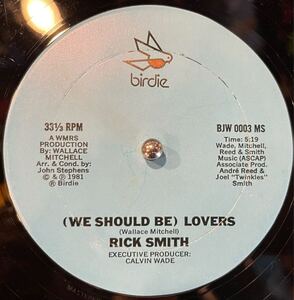 birdie
33⅓ RPM
A WMRS
PRODUCTION
By: WALLACE
MITCHELL
Arr. & Cond. by:
John Stephens
© & ℗ 1981
® Birdie
BJW 0003 MS
Time: 5:19
Wade, Mitchell,
Reed & Smith
Music (ASCAP)
Associate Prod.
André Reed &
Joel "Twinkles"
Smith
(WE SHOULD BE) LOVERS
(Wallace Mitchell)
RICK SMITH
EXECUTIVE PRODUCER:
CALVIN WADE